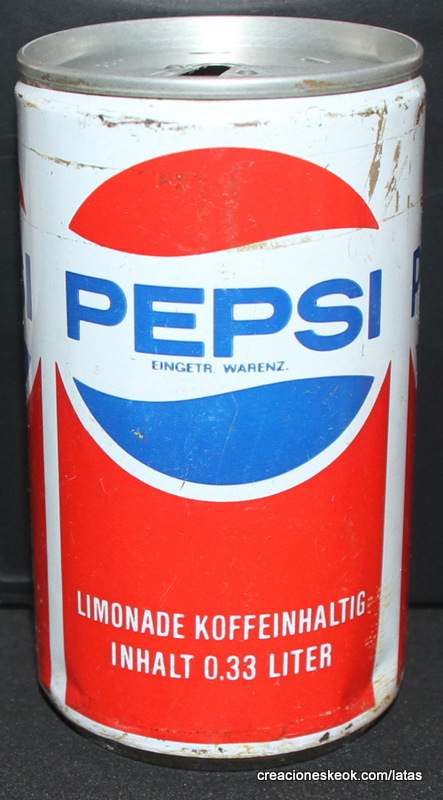 PEPSI
EINGETR. WARENZ.
LIMONADE KOFFEINHALTIG
INHALT 0.33 LITER
creacioneskeok.com/latas